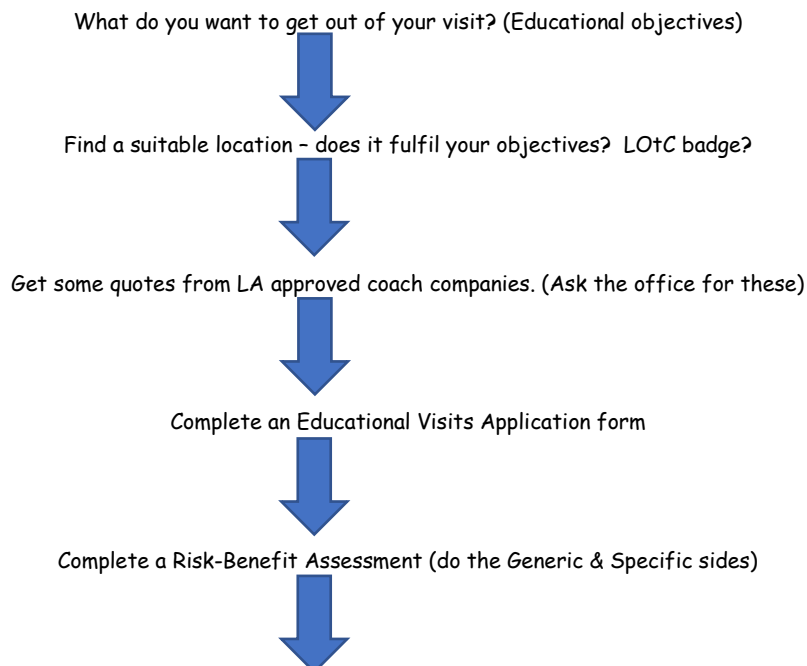 What do you want to get out of your visit? (Educational objectives)
Find a suitable location – does it fulfil your objectives? LOtC badge?
Get some quotes from LA approved coach companies. (Ask the office for these)
Complete an Educational Visits Application form
Complete a Risk-Benefit Assessment (do the Generic & Specific sides)